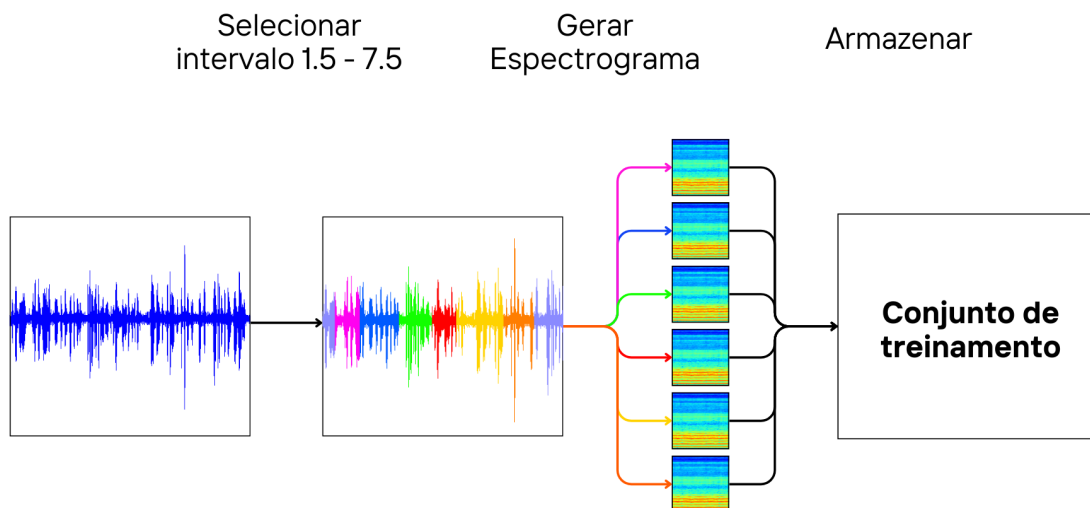 Selecionar
intervalo 1.5 - 7.5
Gerar
Espectrograma
Armazenar
Conjunto de
treinamento